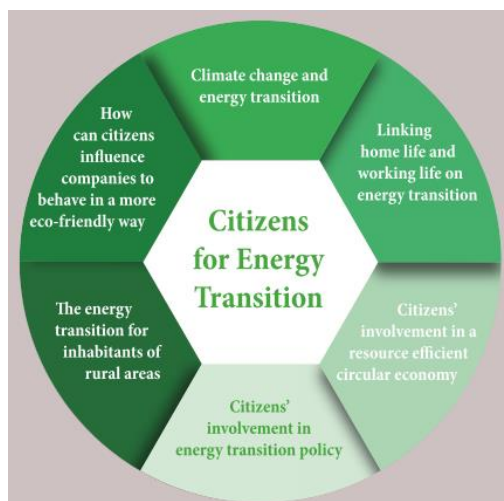 Climate change and
energy transition
Linking
home life and
working life on
energy transition
Citizens'
involvement in a
resource efficient
circular economy
Citizens'
involvement in
energy transition policy
The energy
transition for
inhabitants of
rural areas
How
can citizens
influence
companies to
behave in a more
eco-friendly way
Citizens
for Energy
Transition